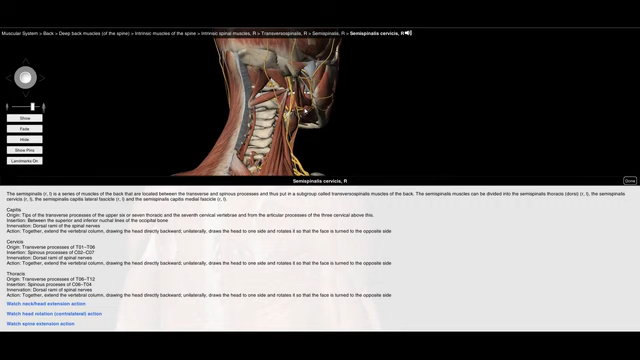 Muscular System > Back > Deep back muscles (of the spine) > Intrinsic muscles of the spine > Intrinsic spinal muscles, R > Transversospinalis, R > Semispinalis, R > Semispinalis cervicis, R
Show
Fade
Hide
Show Pins
Landmarks On
Semispinalis cervicis, R
Done
The semispinalis (r, l) is a series of muscles of the back that are located between the transverse and spinous processes and thus put in a subgroup called transversospinalis muscles of the back. The semispinalis muscles can be divided into the semispinalis thoracis (dorsi) (r, l), the semispinalis
cervicis (r, l), the semispinalis capitis lateral fascicle (r, l) and the semispinalis capitis medial fascicle (r, l).
Capitis
Origin: Tips of the transverse processes of the upper six or seven thoracic and the seventh cervical vertebrae and from the articular processes of the three cervical above this.
Insertion: Between the superior and inferior nuchal lines of the occipital bone
Innervation: Dorsal rami of the spinal nerves
Action: Together, extend the vertebral column, drawing the head directly backward; unilaterally, draws the head to one side and rotates it so that the face is turned to the opposite side
Cervicis
Origin: Transverse processes of T01–T06
Insertion: Spinous processes of C02–C07
Innervation: Dorsal rami of spinal nerves
Action: Together, extend the vertebral column, drawing the head directly backward; unilaterally, draws the head to one side and rotates it so that the face is turned to the opposite side
Thoracis
Origin: Transverse processes of T06–T12
Insertion: Spinous processes of C06–T04
Innervation: Dorsal rami of spinal nerves
Action: Together, extend the vertebral column, drawing the head directly backward; unilaterally, draws the head to one side and rotates it so that the face is turned to the opposite side
Watch neck/head extension action
Watch head rotation (contralateral) action
Watch spine extension action